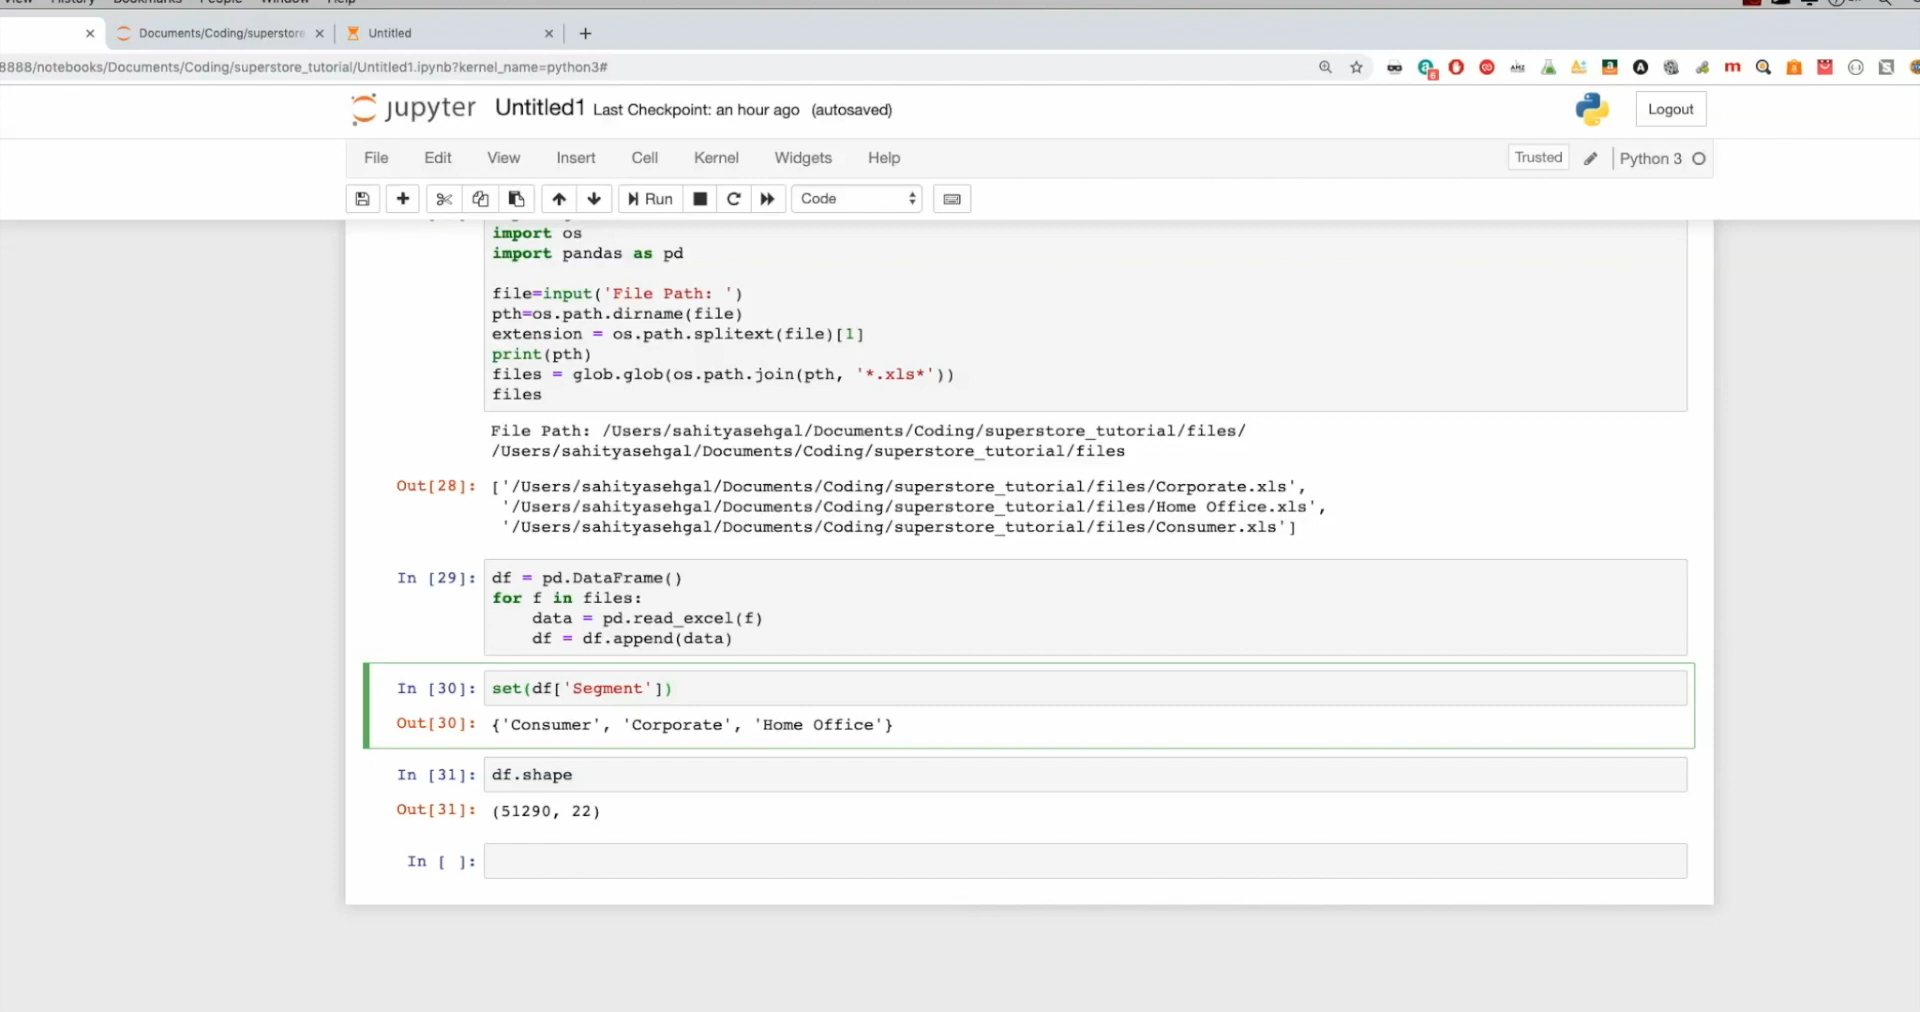 View History Bookmarks People Window Help
Documents/Coding/superstore
Untitled
8888/notebooks/Documents/Coding/superstore_tutorial/Untitled1.ipynb?kernel_name=python3#
jupyter Untitled1 Last Checkpoint: an hour ago (autosaved)
Logout
File Edit View Insert Cell Kernel Widgets Help
Trusted
Python 3
Run
Code
import os
import pandas as pd
file=input('File Path: ')
pth=os.path.dirname(file)
extension = os.path.splitext(file)[1]
print(pth)
files = glob.glob(os.path.join(pth, '*.xls*'))
files
File Path: /Users/sahityasehgal/Documents/Coding/superstore_tutorial/files/
/Users/sahityasehgal/Documents/Coding/superstore_tutorial/files
Out[28]: ['/Users/sahityasehgal/Documents/Coding/superstore_tutorial/files/Corporate.xls',
'/Users/sahityasehgal/Documents/Coding/superstore_tutorial/files/Home Office.xls',
'/Users/sahityasehgal/Documents/Coding/superstore_tutorial/files/Consumer.xls']
In [29]: df = pd.DataFrame()
for f in files:
    data = pd.read_excel(f)
    df = df.append(data)
In [30]: set(df['Segment'])
Out[30]: {'Consumer', 'Corporate', 'Home Office'}
In [31]: df.shape
Out[31]: (51290, 22)
In [ ]: